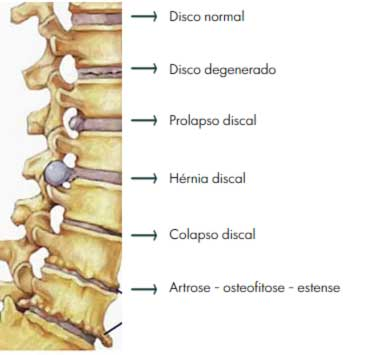 Disco normal
Disco degenerado
Prolapso discal
Hérnia discal
Colapso discal
Artrose - osteofitose - estense